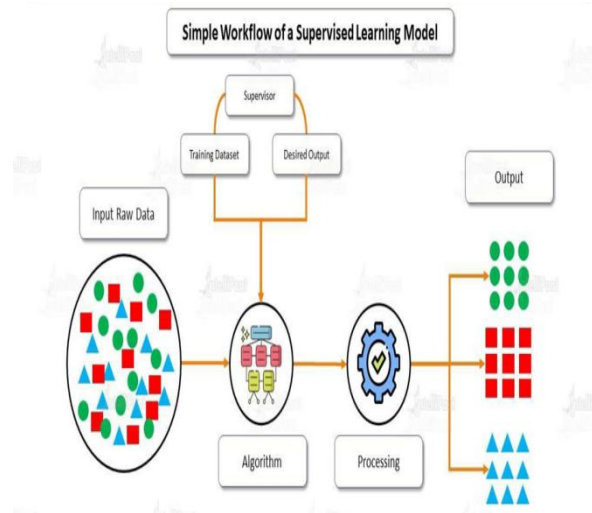 Simple Workflow of a Supervised Learning Model
Supervisor
Training Dataset
Desired Output
Input Raw Data
Output
Algorithm
Processing